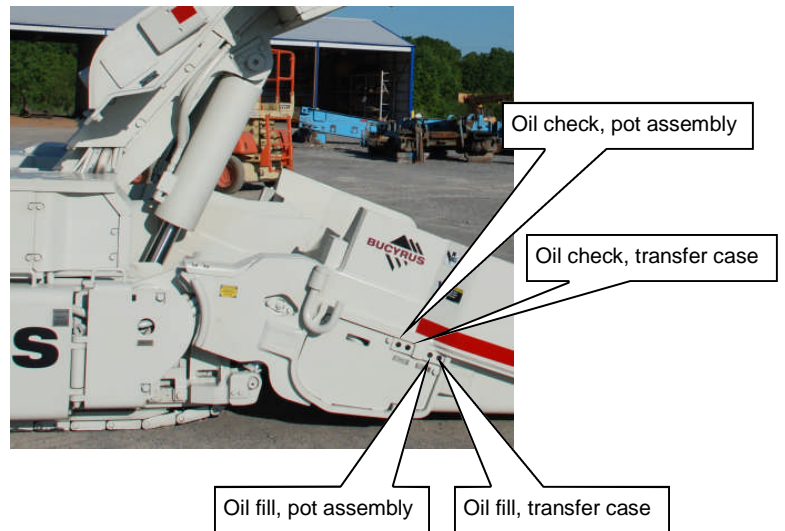 Oil check, pot assembly
BUCYRUS
Oil check, transfer case
S
Oil fill, pot assembly
Oil fill, transfer case